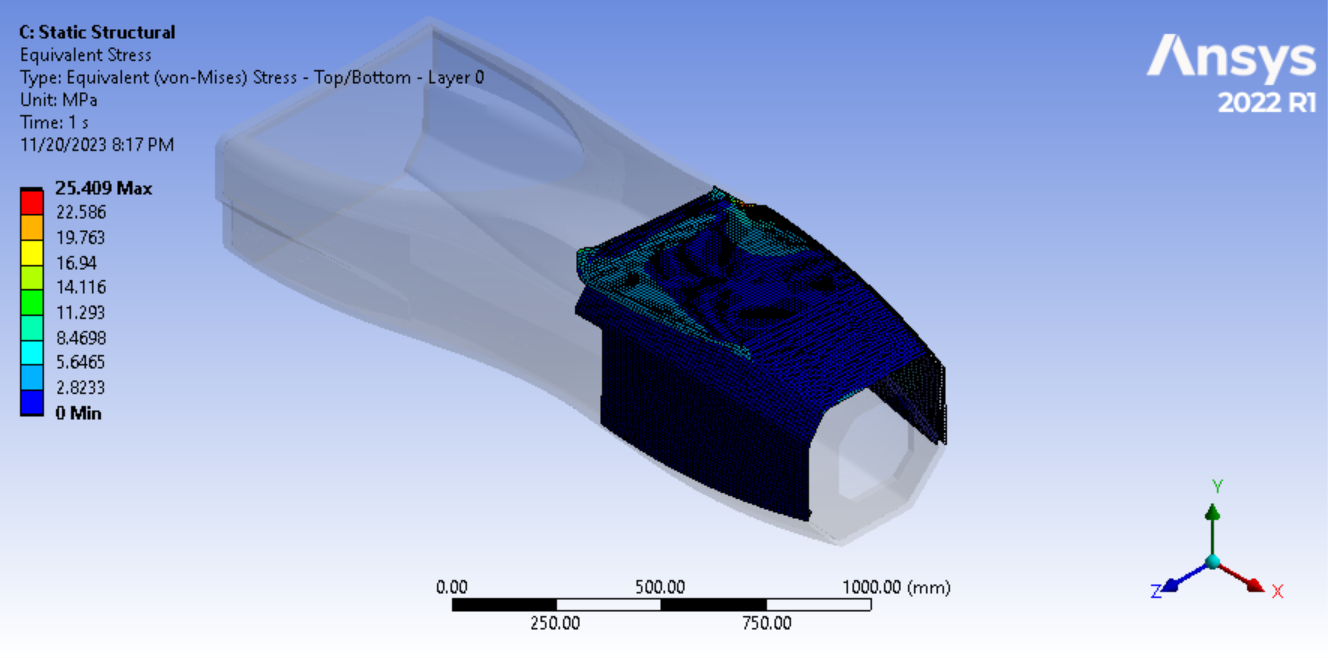 C: Static Structural
Equivalent Stress
Type: Equivalent (von-Mises) Stress - Top/Bottom - Layer 0
Unit: MPa
Time: 1 s
11/20/2023 8:17 PM
Ansys
2022 R1
25.409 Max
22.586
19.763
16.94
14.116
11.293
8.4698
5.6465
2.8233
0 Min
Y
Z
X
0.00 500.00 1000.00 (mm)
250.00 750.00